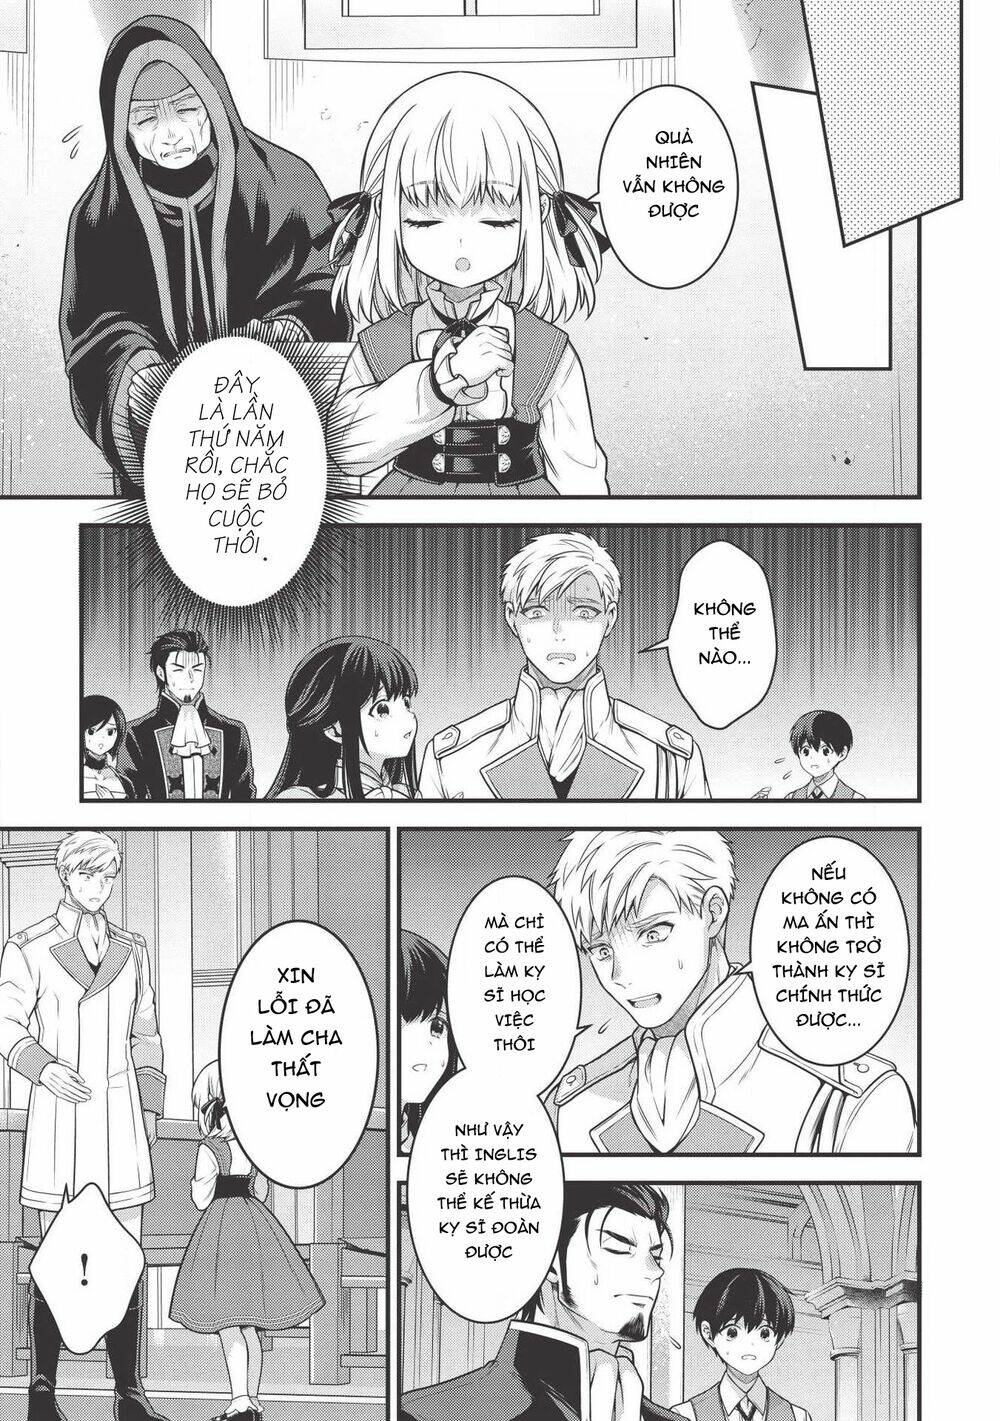 QUẢ
NHIÊN
VẪN KHÔNG
ĐƯỢC
ĐÂY
LÀ LẦN
THỨ NĂM
RỒI, CHẮC
HỌ SẼ BỎ
CUỘC
THÔI.
KHÔNG
THỂ
NÀO...
NẾU
KHÔNG CÓ
MA ẤN THÌ
KHÔNG TRỞ
THÀNH KỴ SĨ
CHÍNH THỨC
ĐƯỢC...
MÀ CHỈ
CÓ THỂ
LÀM KỴ
SĨ HỌC
VIỆC
THÔI
NHƯ VẬY
THÌ INGLIS
SẼ KHÔNG
THỂ KẾ THỪA
KỴ SĨ ĐOÀN
ĐƯỢC
XIN
LỖI ĐÃ
LÀM CHA
THẤT
VỌNG
!